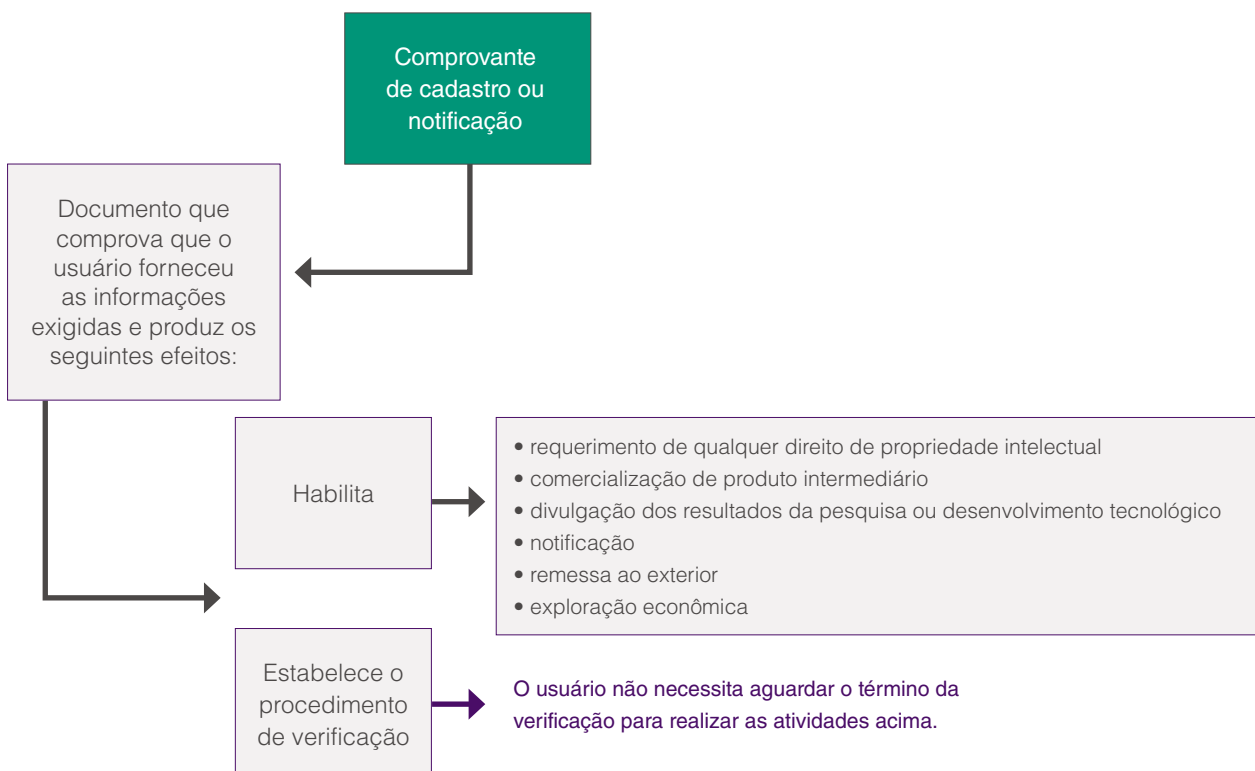 Comprovante
de cadastro ou
notificação
Documento que
comprova que o
usuário forneceu
as informações
exigidas e produz os
seguintes efeitos:
Habilita
• requerimento de qualquer direito de propriedade intelectual
• comercialização de produto intermediário
• divulgação dos resultados da pesquisa ou desenvolvimento tecnológico
• notificação
• remessa ao exterior
• exploração econômica
Estabelece o
procedimento
de verificação
O usuário não necessita aguardar o término da
verificação para realizar as atividades acima.